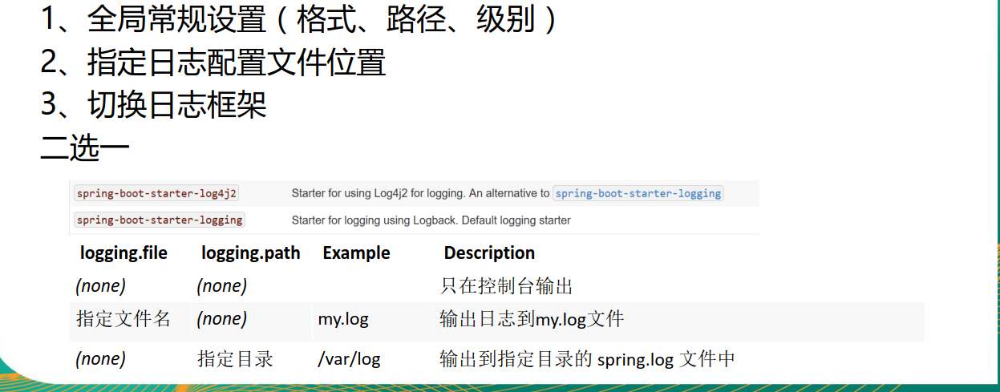 1、全局常规设置（格式、路径、级别）
2、指定日志配置文件位置
3、切换日志框架
二选一
spring-boot-starter-log4j2 Starter for using Log4j2 for logging. An alternative to spring-boot-starter-logging
spring-boot-starter-logging Starter for logging using Logback. Default logging starter
logging.file logging.path Example Description
(none) (none) 只在控制台输出
指定文件名 (none) my.log 输出日志到my.log文件
(none) 指定目录 /var/log 输出到指定目录的 spring.log 文件中